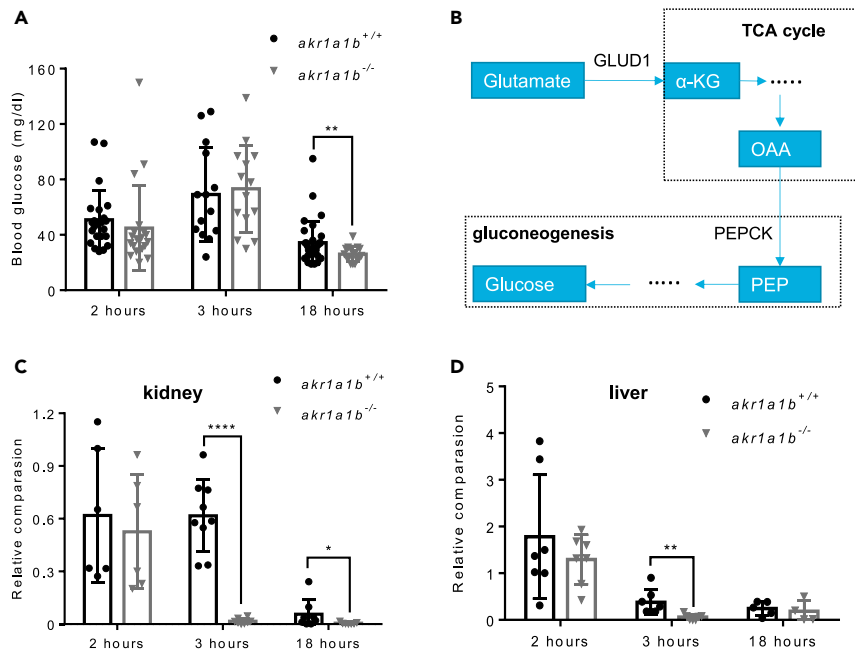 A
akr1a1b+/+
akr1a1b-/-
Blood glucose (mg/dl)
160
120
80
40
0
**
2 hours 3 hours 18 hours
B
TCA cycle
Glutamate
GLUD1
α-KG
.....
OAA
gluconeogenesis
PEPCK
Glucose
.....
PEP
C
kidney
akr1a1b+/+
akr1a1b-/-
Relative comparasion
1.2
0.9
0.6
0.3
0
****
*
2 hours 3 hours 18 hours
D
liver
akr1a1b+/+
akr1a1b-/-
Relative comparasion
5
4
3
2
1
0
**
2 hours 3 hours 18 hours